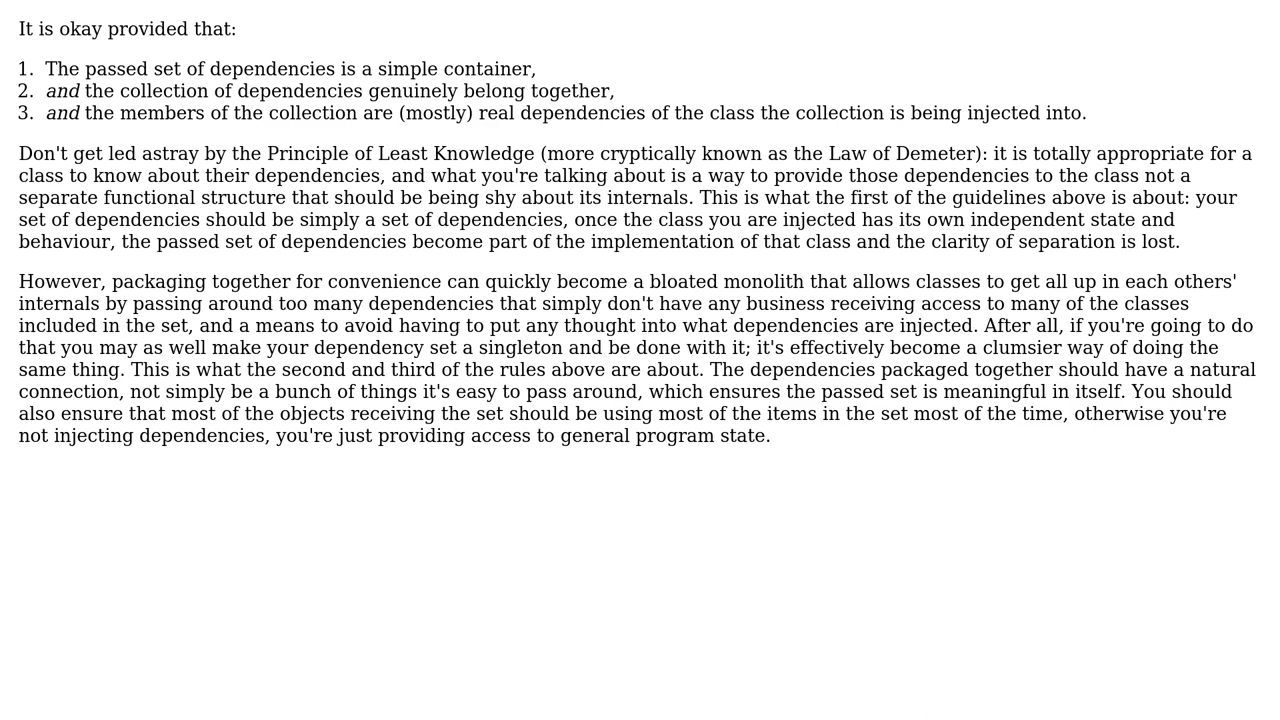 It is okay provided that:
1. The passed set of dependencies is a simple container,
2. and the collection of dependencies genuinely belong together,
3. and the members of the collection are (mostly) real dependencies of the class the collection is being injected into.
Don't get led astray by the Principle of Least Knowledge (more cryptically known as the Law of Demeter): it is totally appropriate for a
class to know about their dependencies, and what you're talking about is a way to provide those dependencies to the class not a
separate functional structure that should be being shy about its internals. This is what the first of the guidelines above is about: your
set of dependencies should be simply a set of dependencies, once the class you are injected has its own independent state and
behaviour, the passed set of dependencies become part of the implementation of that class and the clarity of separation is lost.
However, packaging together for convenience can quickly become a bloated monolith that allows classes to get all up in each others'
internals by passing around too many dependencies that simply don't have any business receiving access to many of the classes
included in the set, and a means to avoid having to put any thought into what dependencies are injected. After all, if you're going to do
that you may as well make your dependency set a singleton and be done with it; it's effectively become a clumsier way of doing the
same thing. This is what the second and third of the rules above are about. The dependencies packaged together should have a natural
connection, not simply be a bunch of things it's easy to pass around, which ensures the passed set is meaningful in itself. You should
also ensure that most of the objects receiving the set should be using most of the items in the set most of the time, otherwise you're
not injecting dependencies, you're just providing access to general program state.